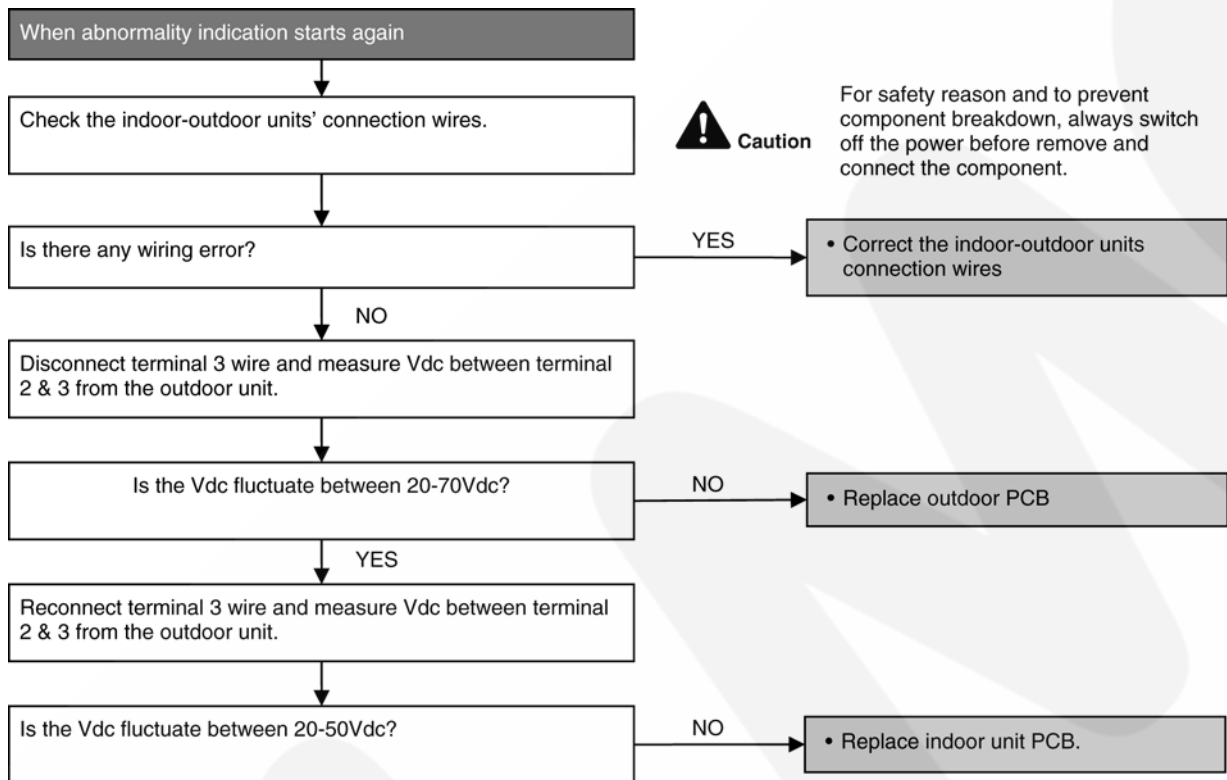 When abnormality indication starts again
Check the indoor-outdoor units’ connection wires.
Caution
For safety reason and to prevent
component breakdown, always switch
off the power before remove and
connect the component.
Is there any wiring error?
YES
• Correct the indoor-outdoor units
connection wires
NO
Disconnect terminal 3 wire and measure Vdc between terminal
2 & 3 from the outdoor unit.
Is the Vdc fluctuate between 20-70Vdc?
NO
• Replace outdoor PCB
YES
Reconnect terminal 3 wire and measure Vdc between terminal
2 & 3 from the outdoor unit.
Is the Vdc fluctuate between 20-50Vdc?
NO
• Replace indoor unit PCB.